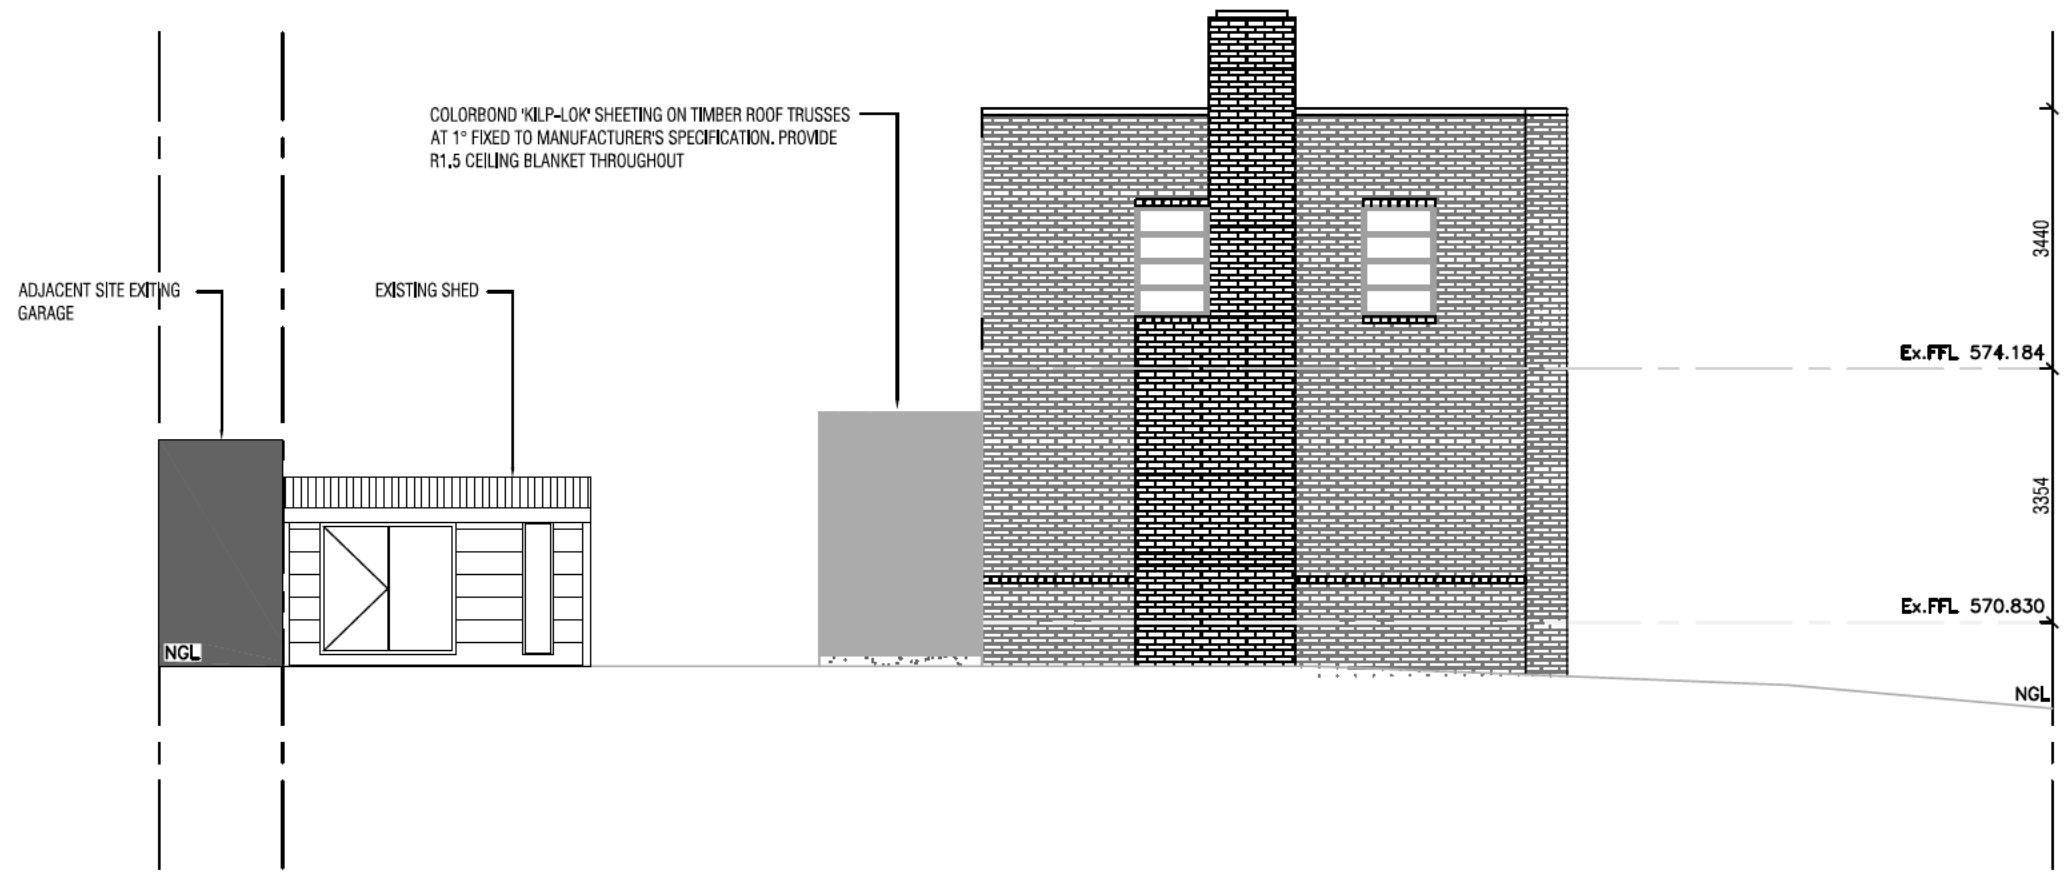 COLORBOND 'KILP-LOK' SHEETING ON TIMBER ROOF TRUSSES
AT 1° FIXED TO MANUFACTURER'S SPECIFICATION. PROVIDE
R1.5 CEILING BLANKET THROUGHOUT
3440
ADJACENT SITE EXITING
GARAGE
EXISTING SHED
Ex.FFL 574.184
3354
Ex.FFL 570.830
NGL
NGL